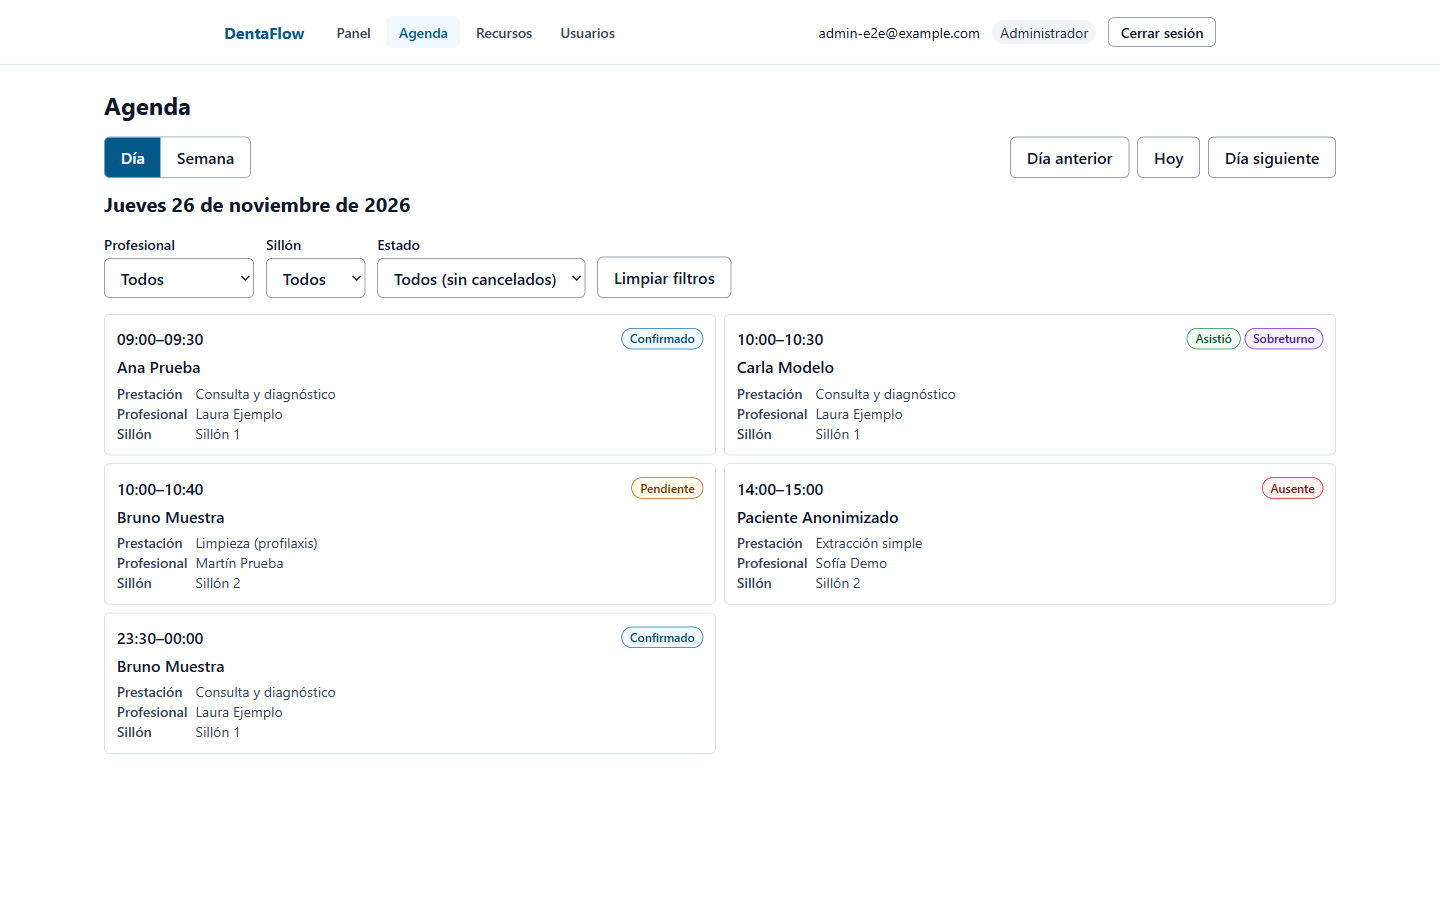 DentaFlow Panel Agenda Recursos Usuarios admin-e2e@example.com Administrador Cerrar sesión
Agenda
Día Semana Día anterior Hoy Día siguiente
Jueves 26 de noviembre de 2026
Profesional Sillón Estado
Todos Todos Todos (sin cancelados) Limpiar filtros
09:00–09:30 Confirmado
Ana Prueba
Prestación Consulta y diagnóstico
Profesional Laura Ejemplo
Sillón Sillón 1
10:00–10:30 Asistió Sobreturno
Carla Modelo
Prestación Consulta y diagnóstico
Profesional Laura Ejemplo
Sillón Sillón 1
10:00–10:40 Pendiente
Bruno Muestra
Prestación Limpieza (profilaxis)
Profesional Martín Prueba
Sillón Sillón 2
14:00–15:00 Ausente
Paciente Anonimizado
Prestación Extracción simple
Profesional Sofía Demo
Sillón Sillón 2
23:30–00:00 Confirmado
Bruno Muestra
Prestación Consulta y diagnóstico
Profesional Laura Ejemplo
Sillón Sillón 1